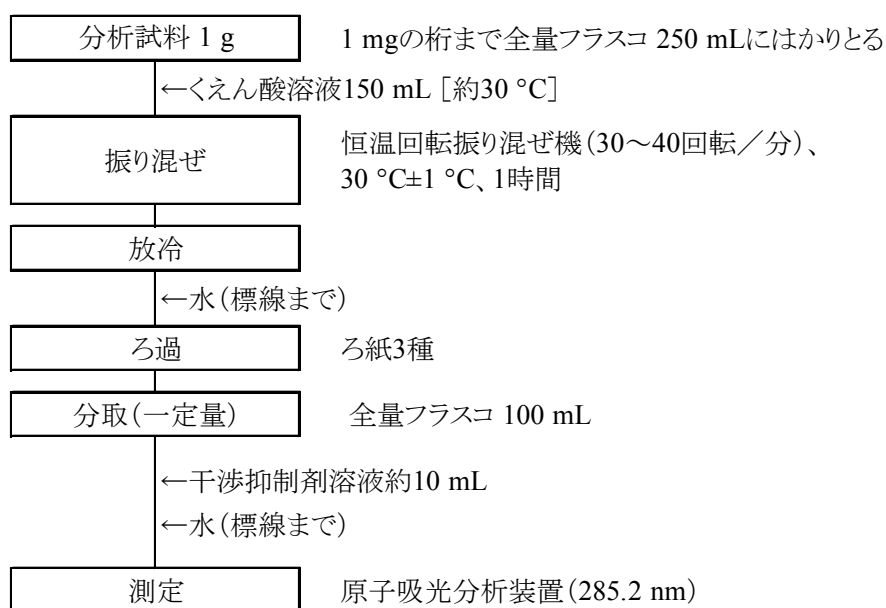 分析試料 1 g
1 mgの桁まで全量フラスコ 250 mLにはかりとる
←くえん酸溶液150 mL［約30 °C］
振り混ぜ
恒温回転振り混ぜ機（30～40回転／分）、
30 °C±1 °C、1時間
放冷
←水（標線まで）
ろ過
ろ紙3種
分取（一定量）
全量フラスコ 100 mL
←干渉抑制剤溶液約10 mL
←水（標線まで）
測定
原子吸光分析装置（285.2 nm）